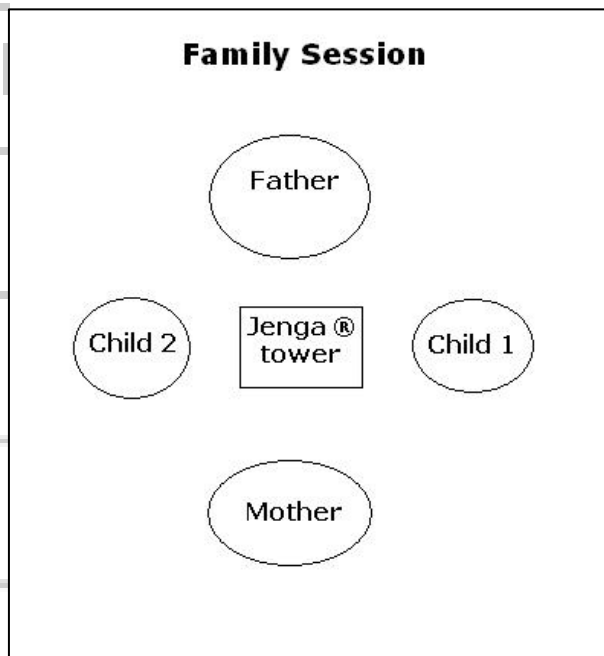 Family Session
Father
Child 2
Jenga ®
tower
Child 1
Mother